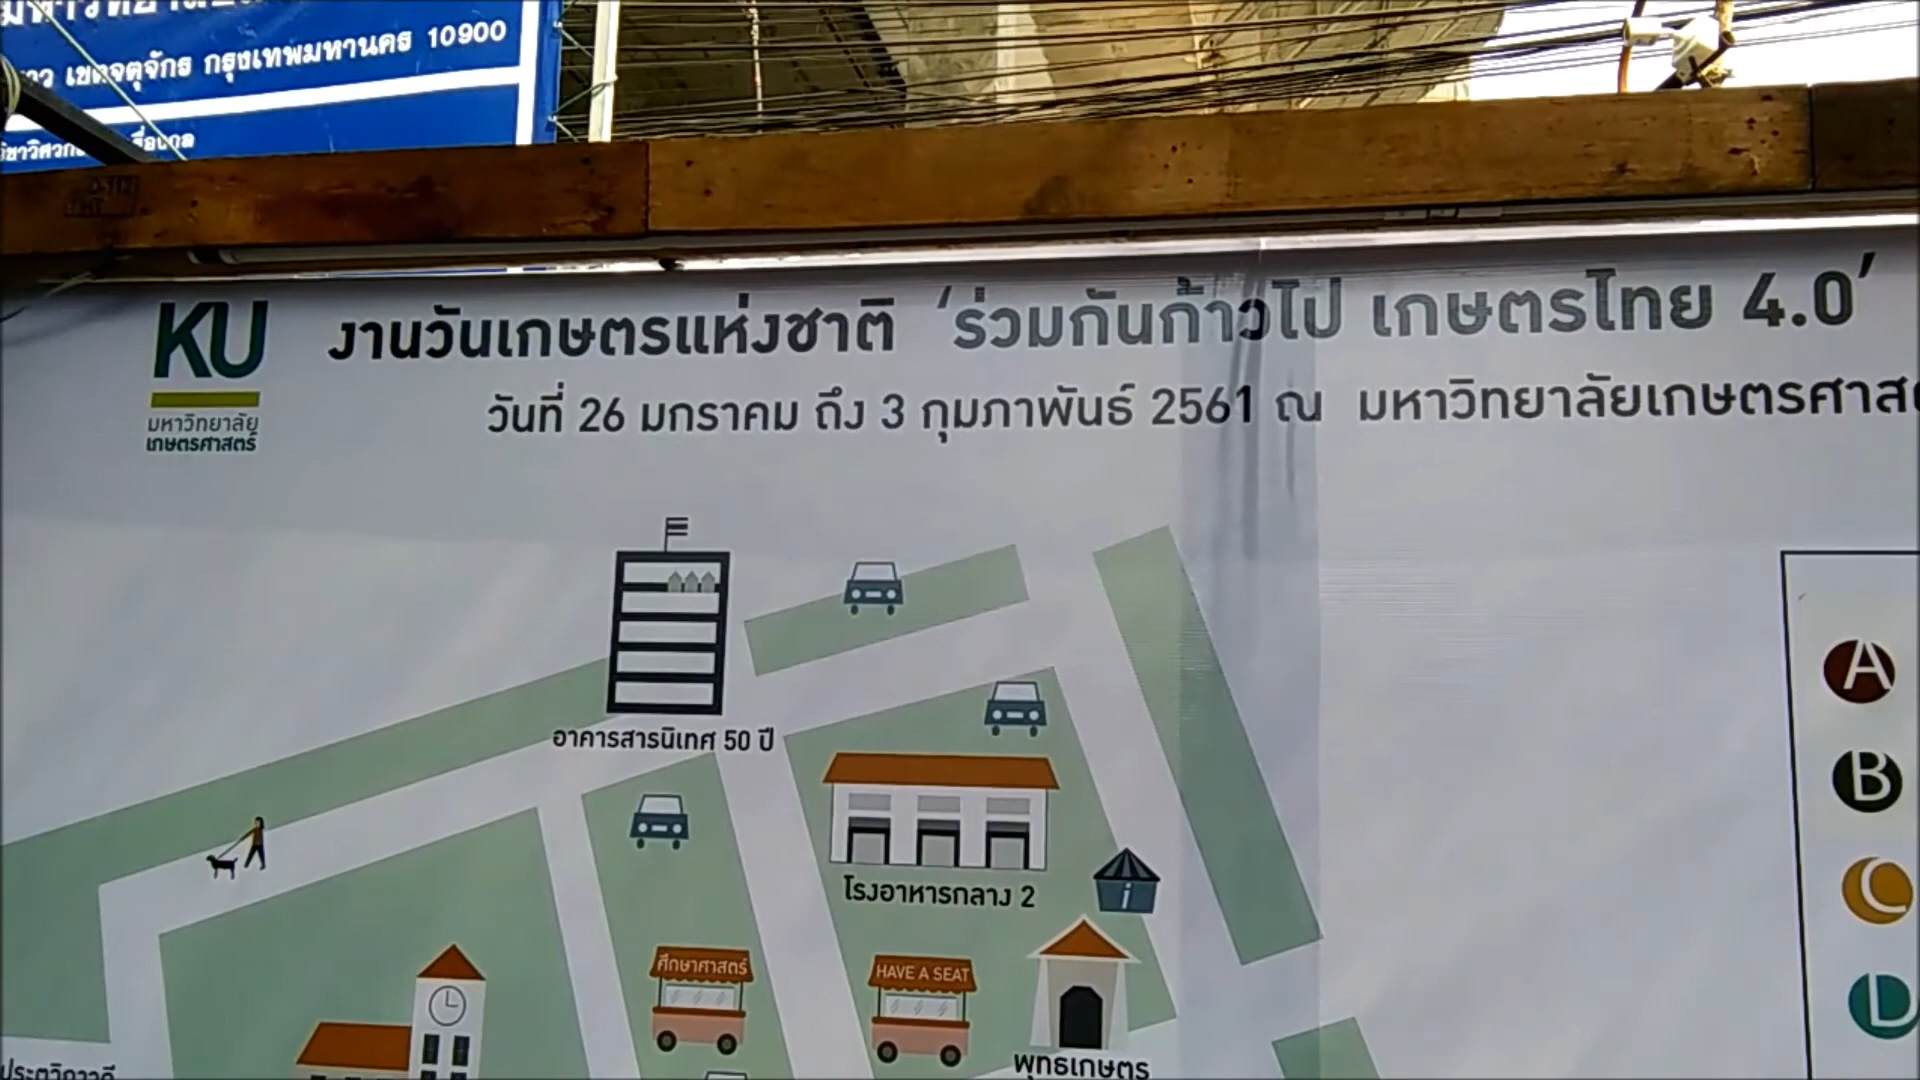 เขตจตุจักร กรุงเทพมหานคร 10900
KU
มหาวิทยาลัย
เกษตรศาสตร์
งานวันเกษตรแห่งชาติ 'ร่วมกันก้าวไป เกษตรไทย 4.0'
วันที่ 26 มกราคม ถึง 3 กุมภาพันธ์ 2561 ณ มหาวิทยาลัยเกษตรศาส
อาคารสารนิเทศ 50 ปี
A
B
โรงอาหารกลาง 2
C
i
ศึกษาศาสตร์
HAVE A SEAT
D
พุทธเกษตร